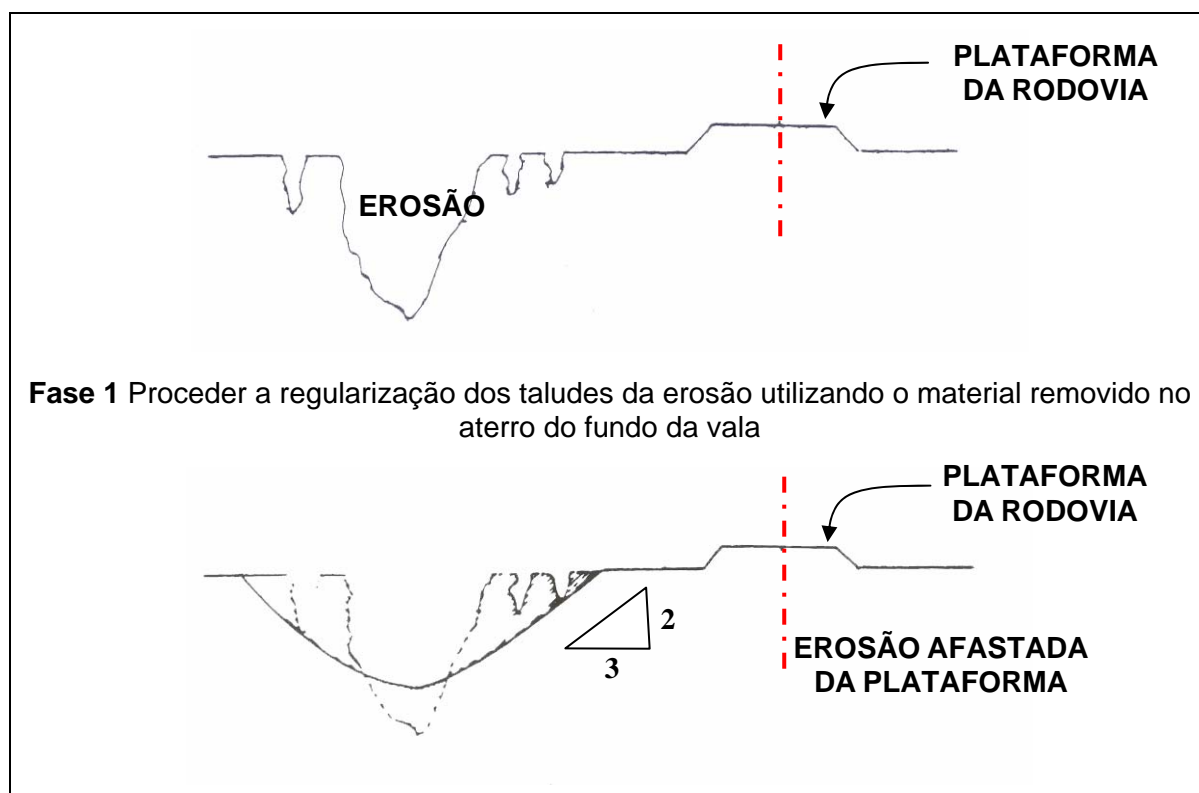 PLATAFORMA
DA RODOVIA
EROSÃO
Fase 1 Proceder a regularização dos taludes da erosão utilizando o material removido no
aterro do fundo da vala
PLATAFORMA
DA RODOVIA
2
3
EROSÃO AFASTADA
DA PLATAFORMA